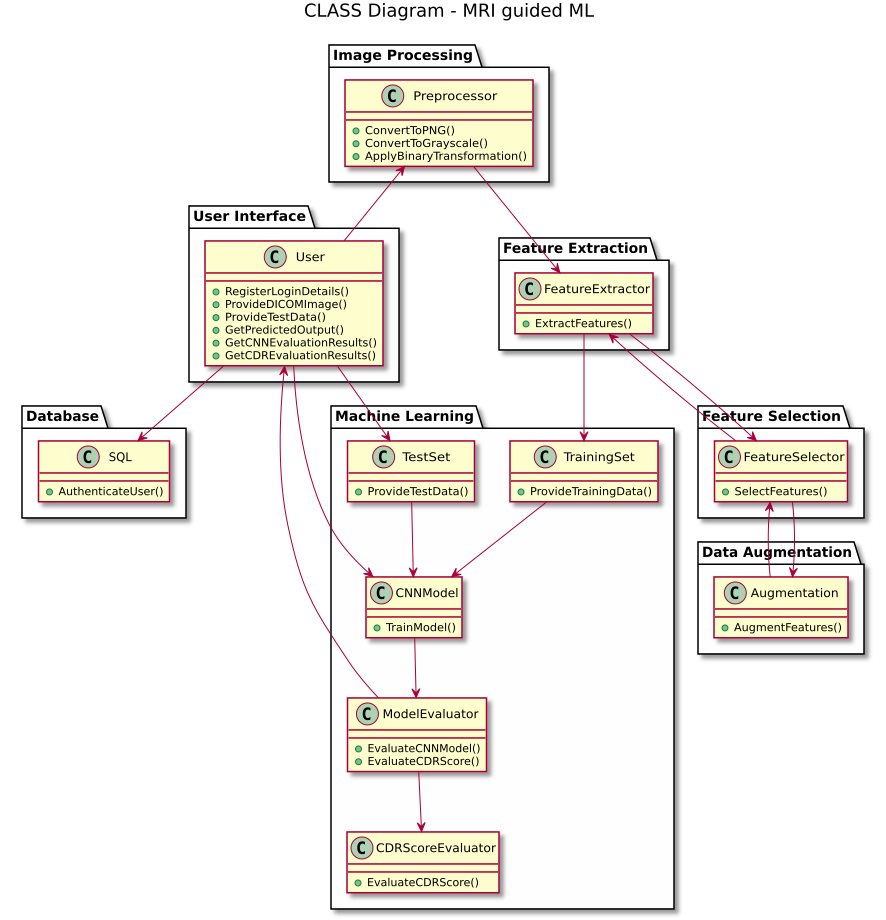 CLASS Diagram - MRI guided ML
Image Processing
C Preprocessor
ConvertToPNG()
ConvertToGrayscale()
ApplyBinaryTransformation()
User Interface
C User
RegisterLoginDetails()
ProvideDICOMImage()
ProvideTestData()
GetPredictedOutput()
GetCNNEvaluationResults()
GetCDREvaluationResults()
Feature Extraction
C FeatureExtractor
ExtractFeatures()
Database
C SQL
AuthenticateUser()
Machine Learning
C TestSet
ProvideTestData()
C TrainingSet
ProvideTrainingData()
C CNNModel
TrainModel()
C ModelEvaluator
EvaluateCNNModel()
EvaluateCDRScore()
C CDRScoreEvaluator
EvaluateCDRScore()
Feature Selection
C FeatureSelector
SelectFeatures()
Data Augmentation
C Augmentation
AugmentFeatures()